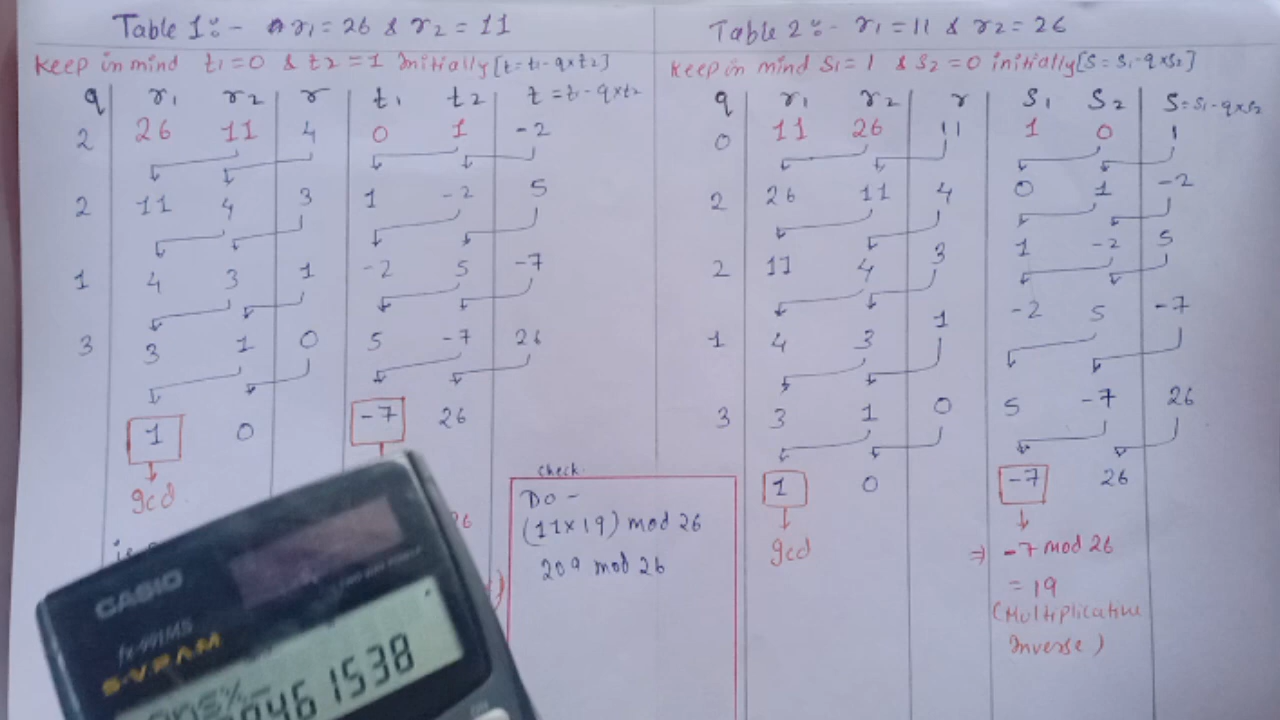 Table 1:- r1=26 & r2=11
Keep in mind t1=0 & t2=1 Initially [t=t1-q×t2]
q r1 r2 r t1 t2 t=t1-q×t2
2 26 11 4 0 1 -2
2 11 4 3 1 -2 5
1 4 3 1 -2 5 -7
3 3 1 0 5 -7 26
1 0 -7 26
gcd
26
Table 2:- r1=11 & r2=26
Keep in mind S1=1 & S2=0 initially [S=S1-q×S2]
q r1 r2 r S1 S2 S=S1-q×S2
0 11 26 11 1 0 1
2 26 11 4 0 1 -2
2 11 4 3 1 -2 5
1 4 3 1 -2 5 -7
3 3 1 0 5 -7 26
1 0 -7 26
gcd
⇒ -7 mod 26
= 19
(Multiplicative
Inverse)
check
DO -
(11×19) mod 26
209 mod 26
CASIO
fx-991MS
S-V.P.A.M.
Ans%
461538